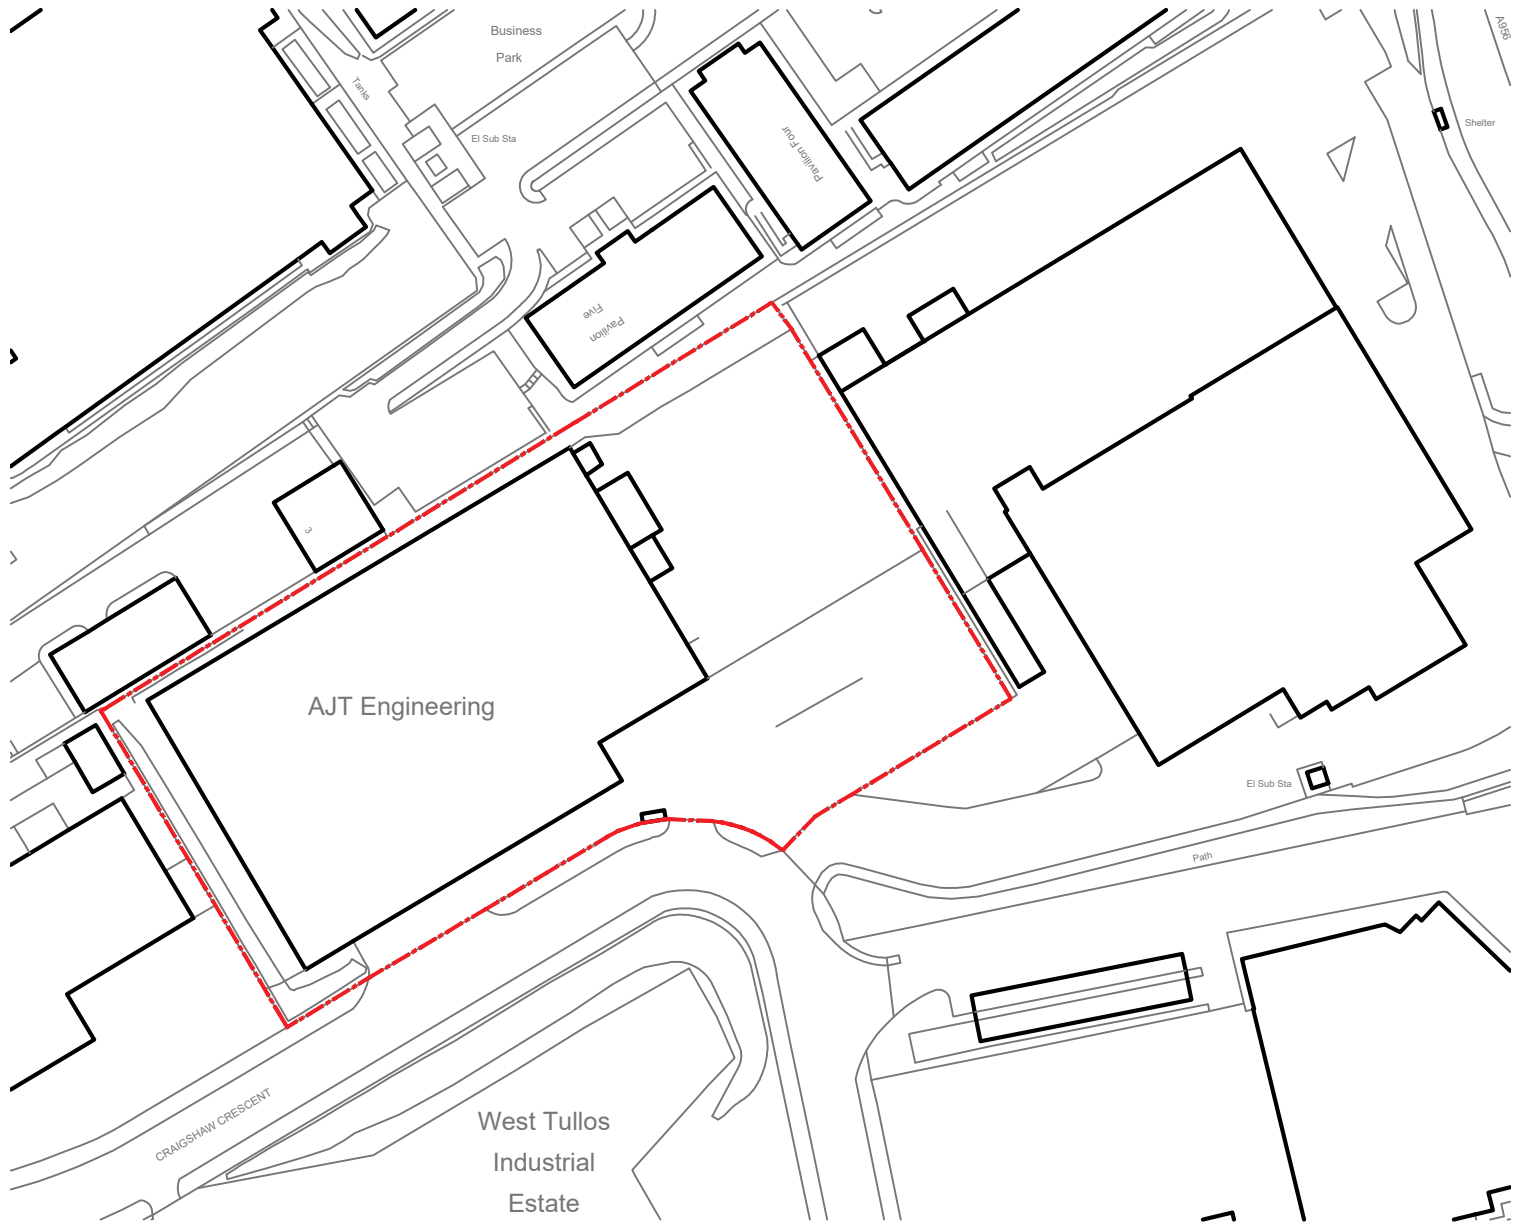 Business
Park
A956
Tanks
El Sub Sta
Shelter
Pavilion Four
Pavilion
Five
3
AJT Engineering
El Sub Sta
Path
CRAIGSHAW CRESCENT
West Tullos
Industrial
Estate